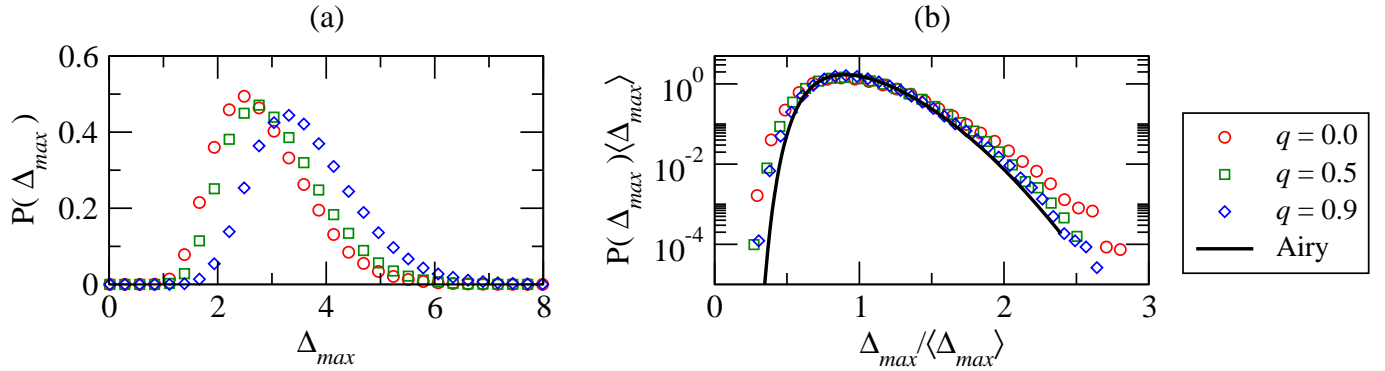 (a)
P( Δmax )
0.6
0.4
0.2
0
0 2 4 6 8
Δmax
(b)
P( Δmax )⟨Δmax⟩
10^0
10^-2
10^-4
0 1 2 3
Δmax/⟨Δmax⟩
q = 0.0
q = 0.5
q = 0.9
Airy